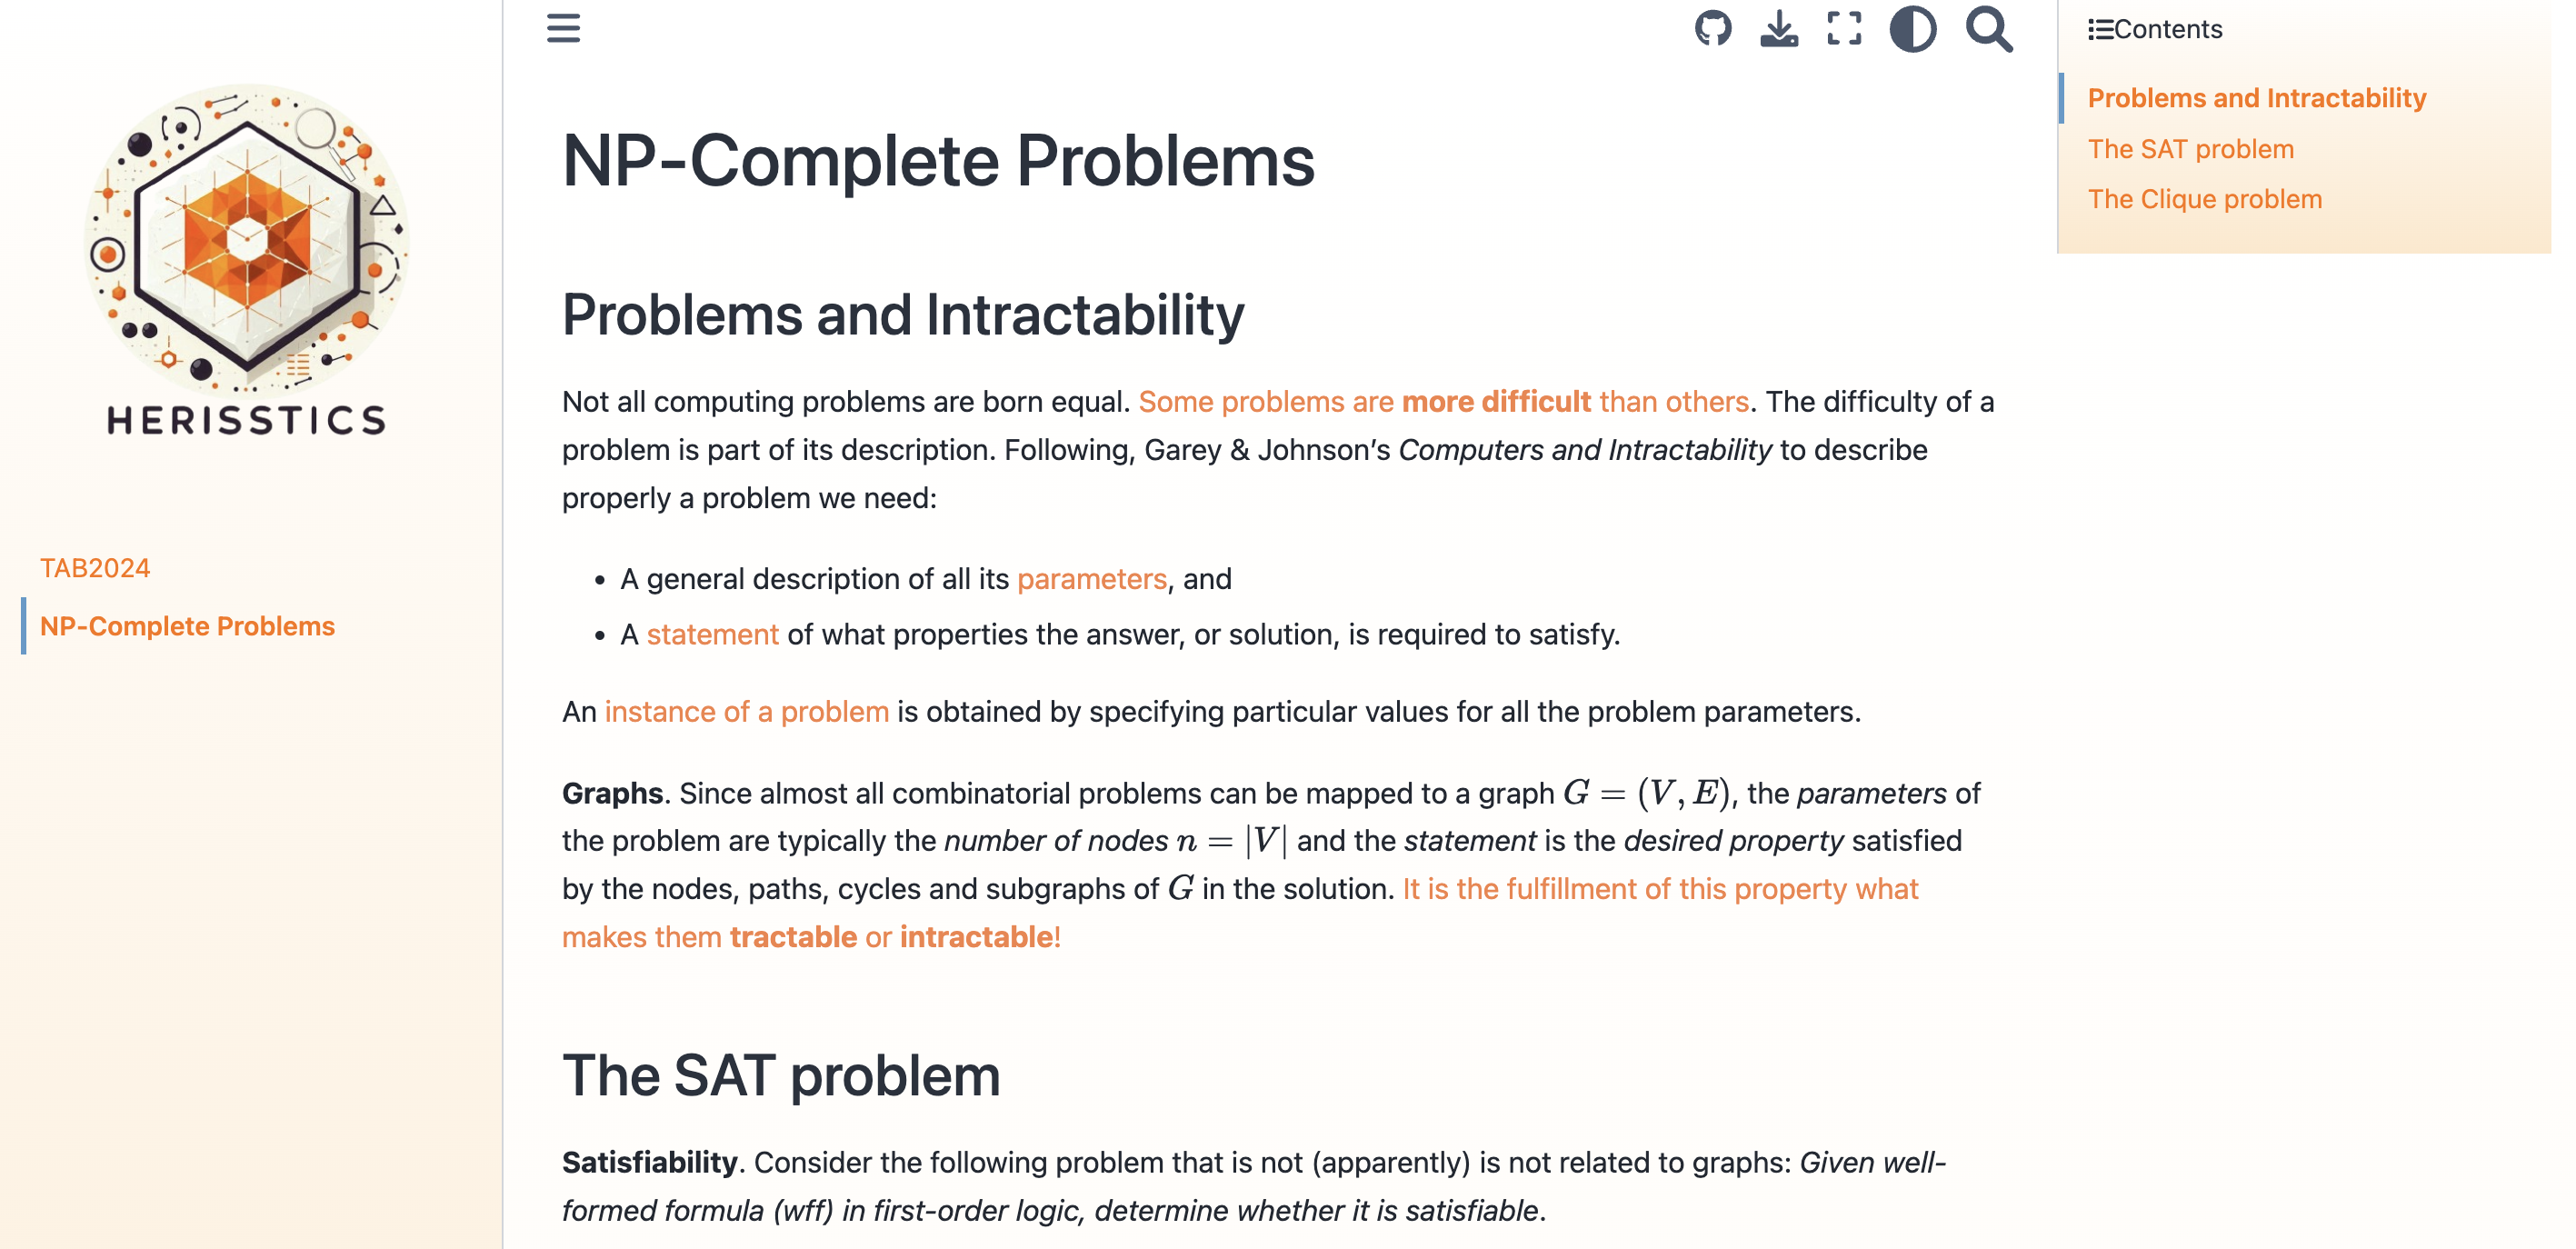 HERISSTICS
TAB2024
NP-Complete Problems
NP-Complete Problems
Problems and Intractability
Not all computing problems are born equal. Some problems are more difficult than others. The difficulty of a
problem is part of its description. Following, Garey & Johnson’s Computers and Intractability to describe
properly a problem we need:
• A general description of all its parameters, and
• A statement of what properties the answer, or solution, is required to satisfy.
An instance of a problem is obtained by specifying particular values for all the problem parameters.
Graphs. Since almost all combinatorial problems can be mapped to a graph G = (V, E), the parameters of
the problem are typically the number of nodes n = |V| and the statement is the desired property satisfied
by the nodes, paths, cycles and subgraphs of G in the solution. It is the fulfillment of this property what
makes them tractable or intractable!
The SAT problem
Satisfiability. Consider the following problem that is not (apparently) is not related to graphs: Given well-
formed formula (wff) in first-order logic, determine whether it is satisfiable.
Contents
Problems and Intractability
The SAT problem
The Clique problem